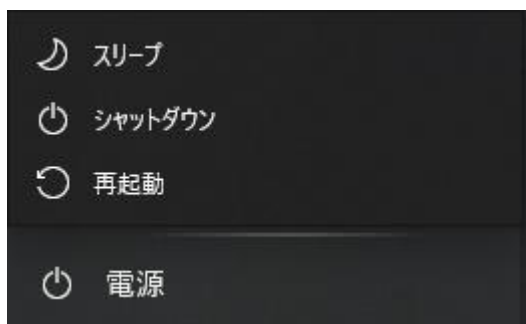 スリープ
シャットダウン
再起動
電源